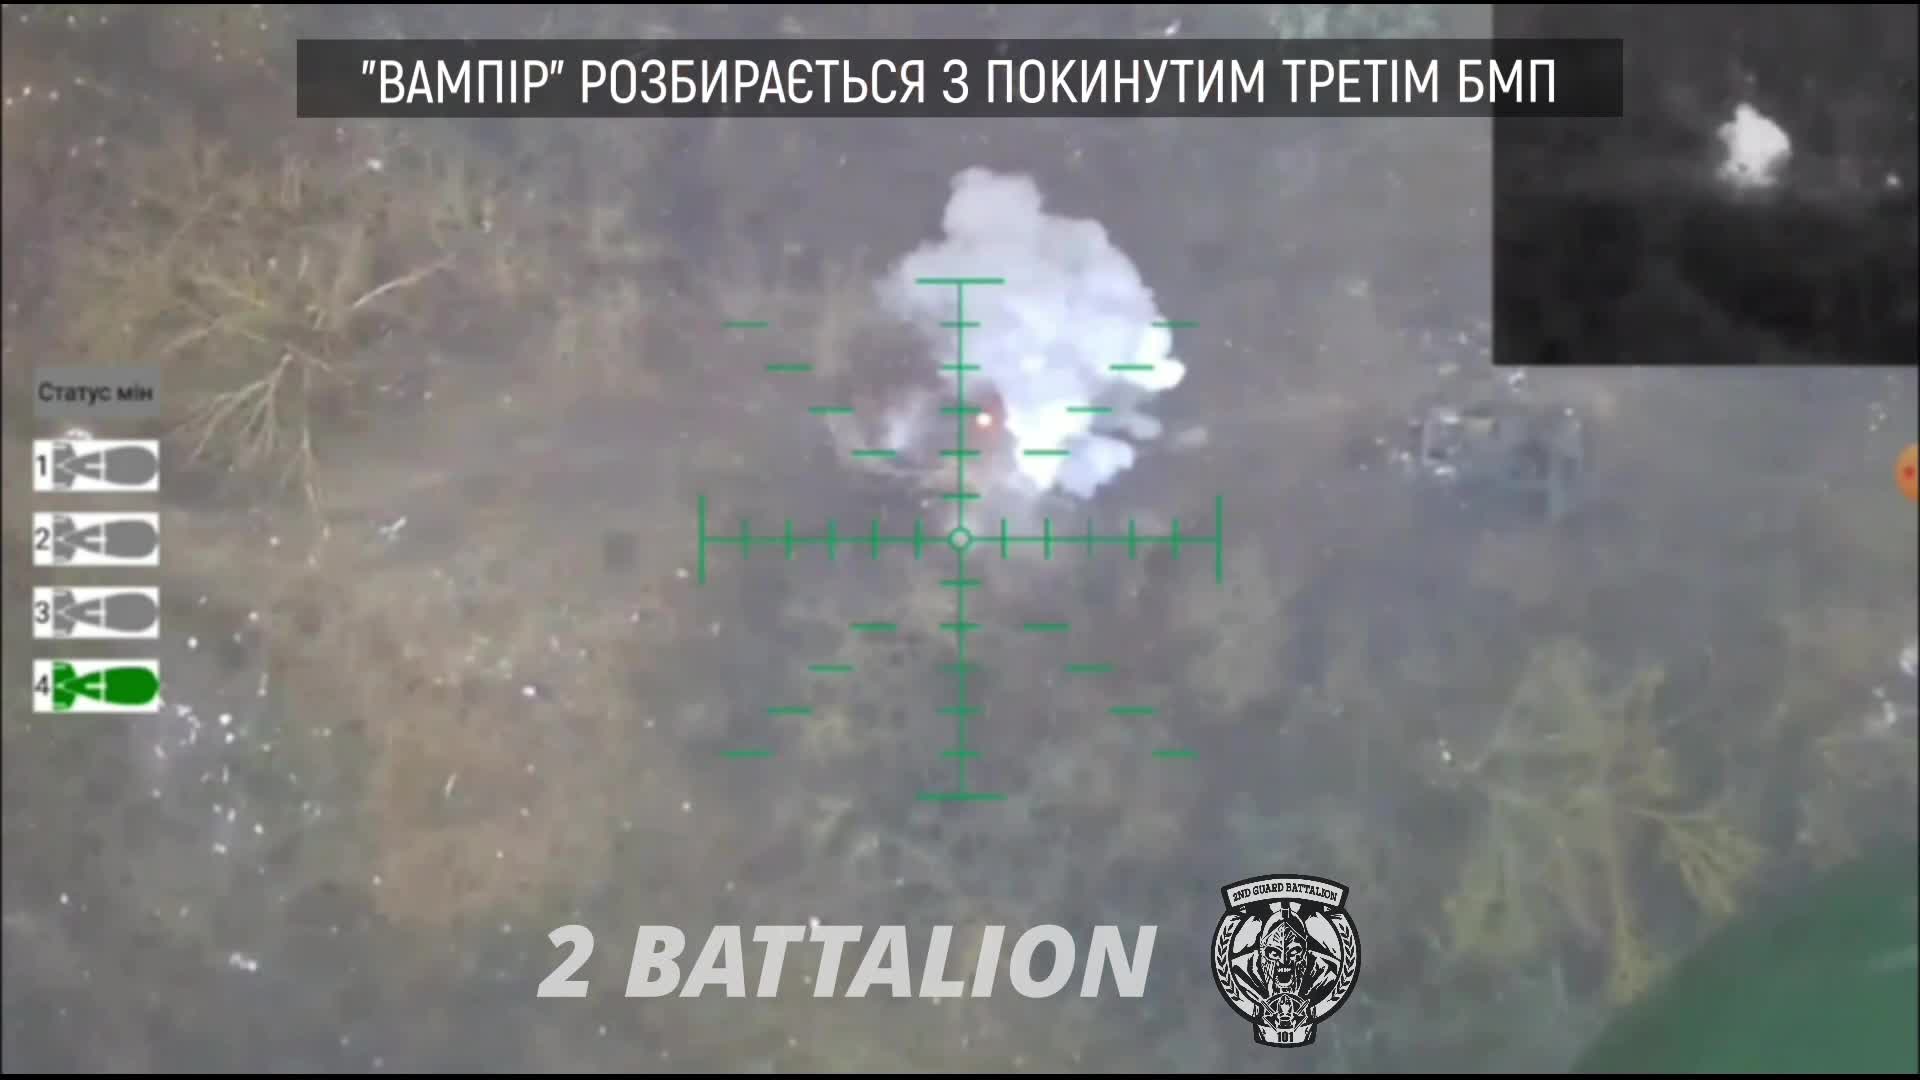 "ВАМПІР" РОЗБИРАЄТЬСЯ З ПОКИНУТИМ ТРЕТІМ БМП
Статус мін
1
2
3
4
2 BATTALION
2ND GUARD BATTALION
101